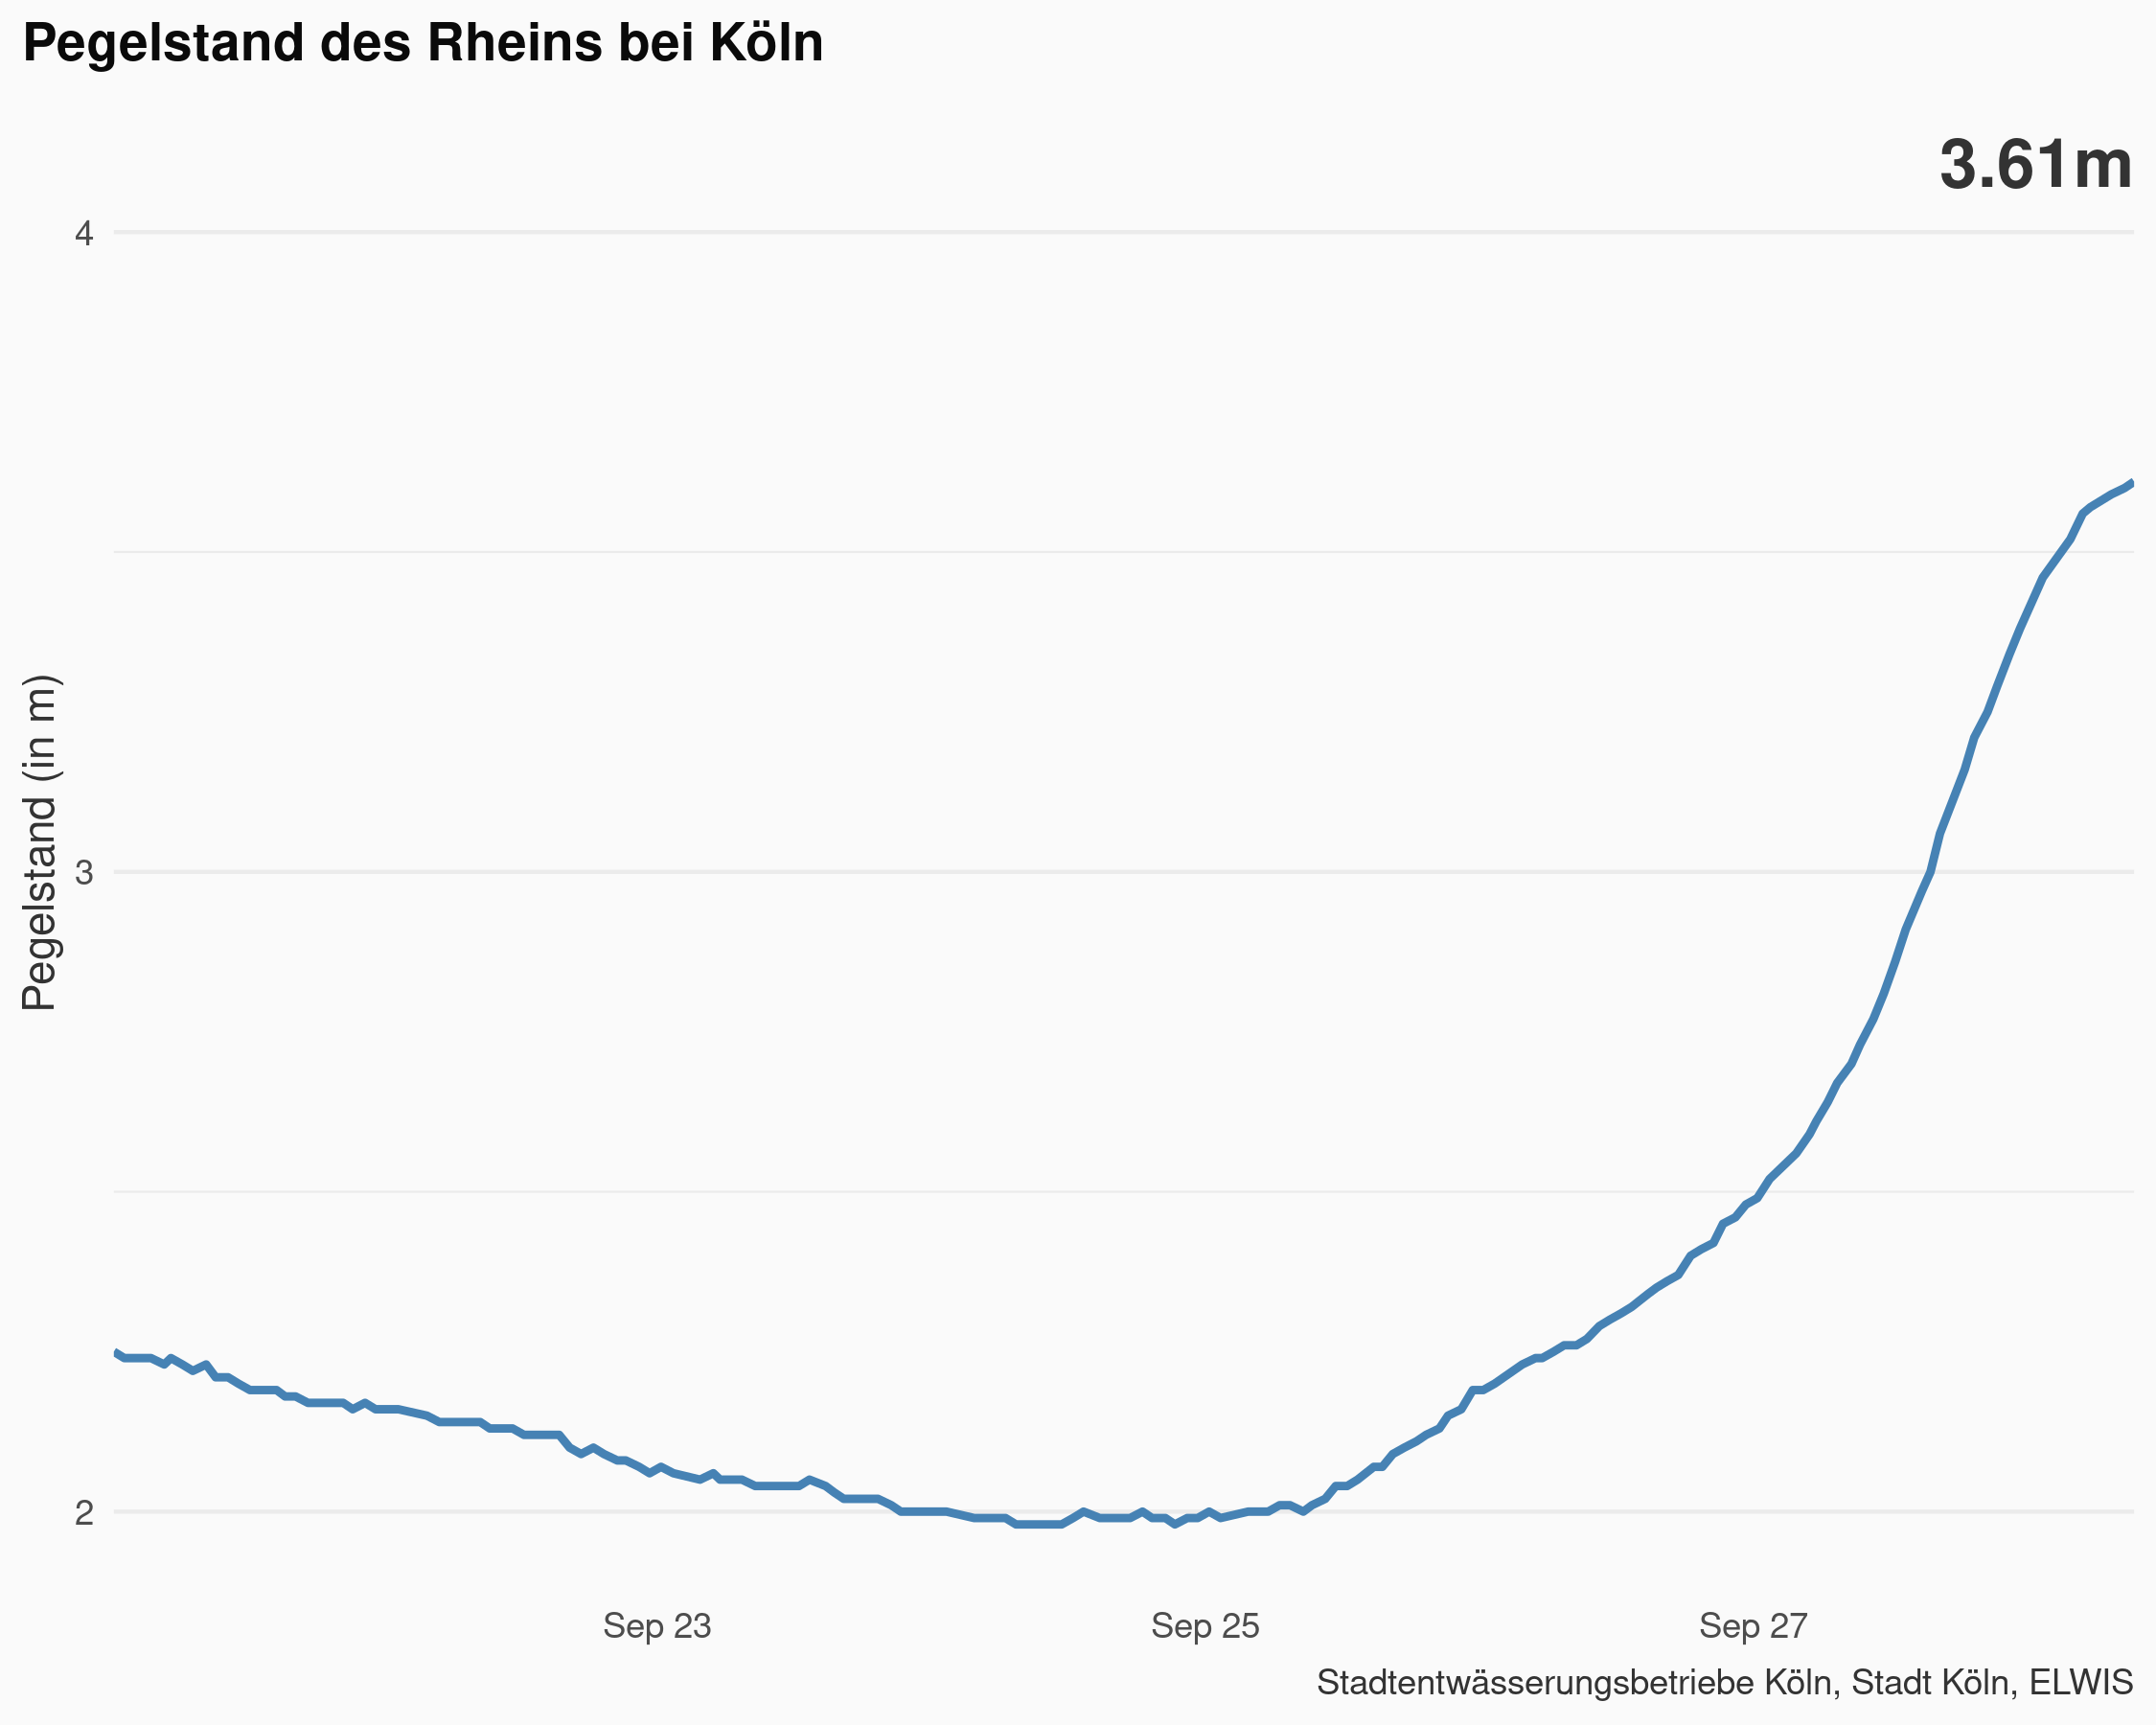 Pegelstand des Rheins bei Köln
3.61m
Pegelstand (in m)
4
3
2
Sep 23
Sep 25
Sep 27
Stadtentwässerungsbetriebe Köln, Stadt Köln, ELWIS